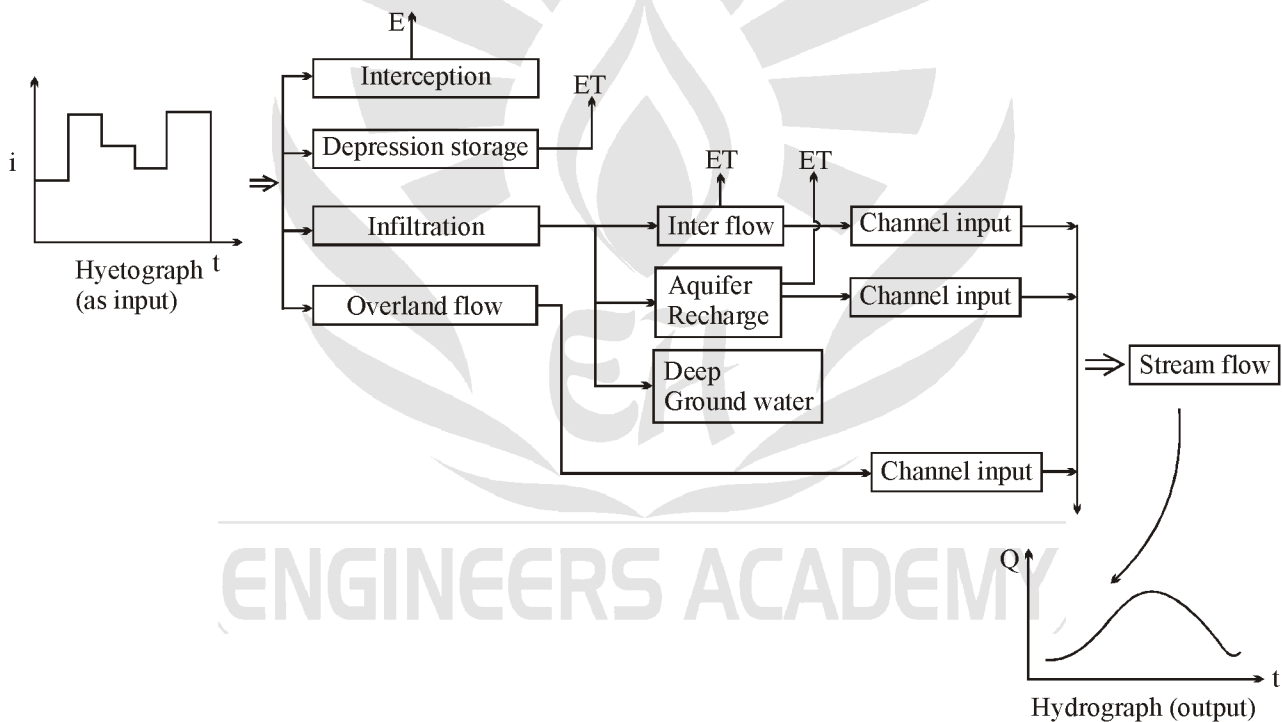 E
Interception
ET
Depression storage
i
ET
ET
Infiltration
Inter flow
Channel input
t
Hyetograph
(as input)
Overland flow
Aquifer
Recharge
Channel input
Deep
Ground water
Stream flow
Channel input
EA
ENGINEERS ACADEMY
Q
t
Hydrograph (output)